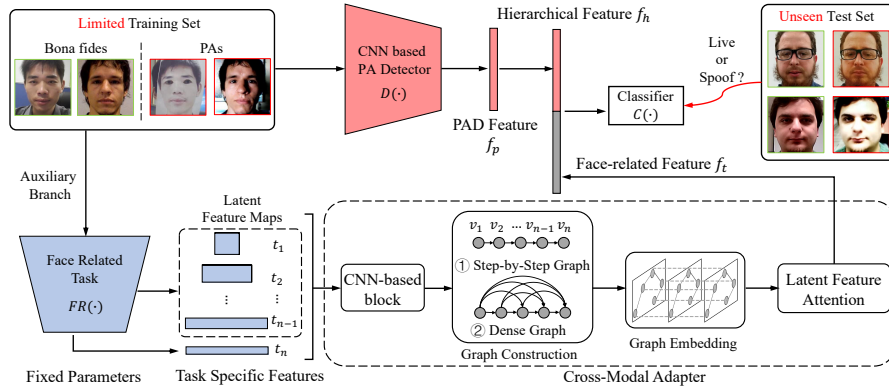 Limited Training Set
Bona fides
PAs
CNN based
PA Detector
D(·)
PAD Feature
f_p
Hierarchical Feature f_h
Classifier
C(·)
Live
or
Spoof ?
Unseen Test Set
Face-related Feature f_t
Auxiliary
Branch
Face Related
Task
FR(·)
Fixed Parameters
Latent
Feature Maps
t_1
t_2
⋮ ⋮
t_{n−1}
t_n
Task Specific Features
CNN-based
block
v_1 v_2 … v_{n−1} v_n
① Step-by-Step Graph
② Dense Graph
Graph Construction
Graph Embedding
Latent Feature
Attention
Cross-Modal Adapter